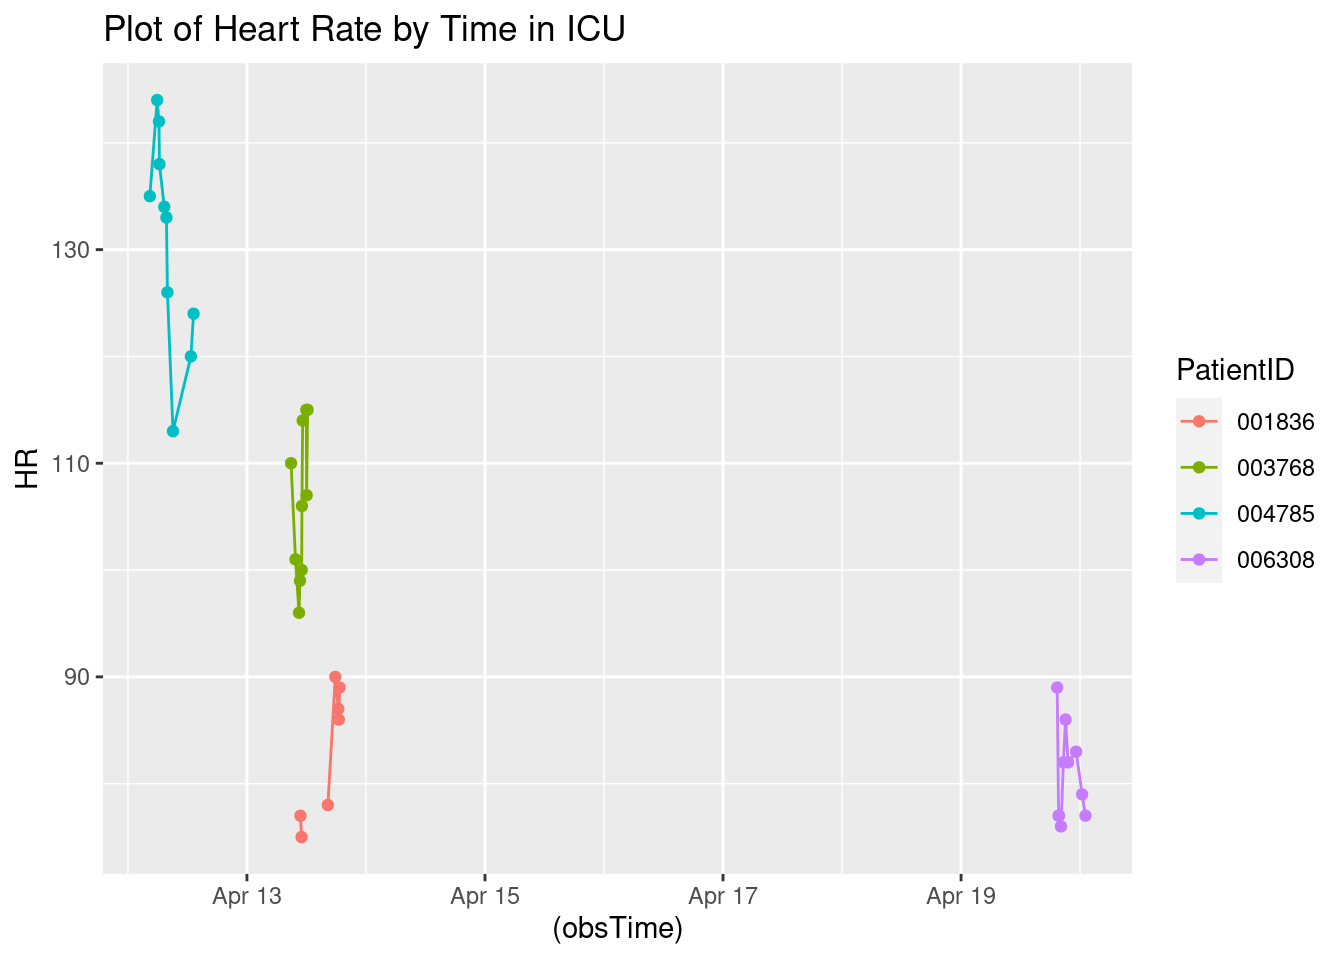 Plot of Heart Rate by Time in ICU
130
110
90
HR
Apr 13
Apr 15
Apr 17
Apr 19
(obsTime)
PatientID
001836
003768
004785
006308